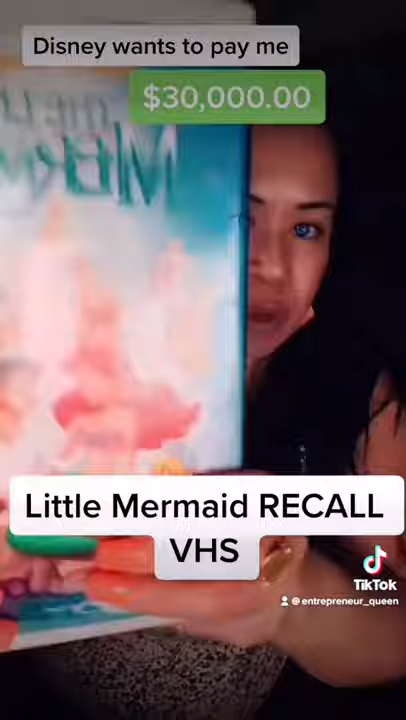 Disney wants to pay me
$30,000.00
Little Mermaid RECALL
VHS
TikTok
@entrepreneur_queen